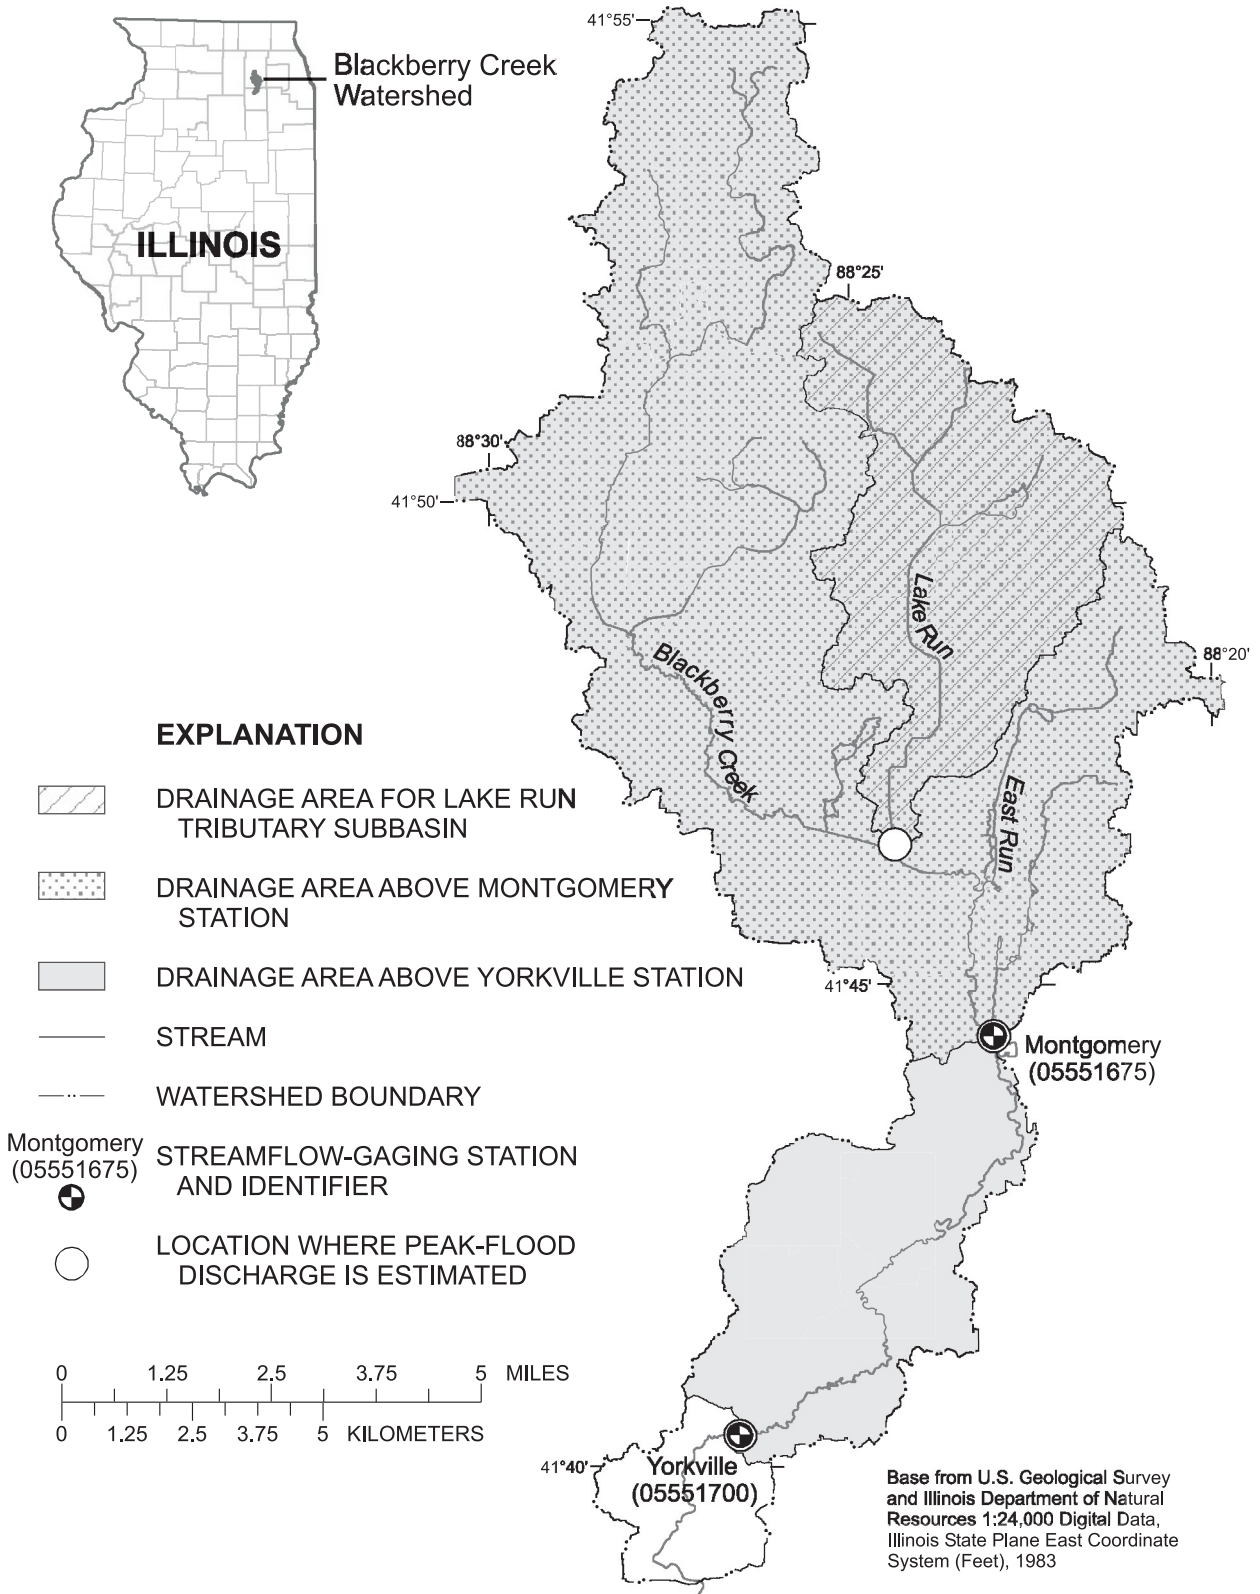 41°55'
Blackberry Creek
Watershed
ILLINOIS
88°25'
88°30'
41°50'
Lake Run
Blackberry Creek
88°20'
East Run
EXPLANATION
DRAINAGE AREA FOR LAKE RUN
TRIBUTARY SUBBASIN
DRAINAGE AREA ABOVE MONTGOMERY
STATION
DRAINAGE AREA ABOVE YORKVILLE STATION
41°45'
STREAM
Montgomery
(05551675)
WATERSHED BOUNDARY
Montgomery
(05551675)
STREAMFLOW-GAGING STATION
AND IDENTIFIER
LOCATION WHERE PEAK-FLOOD
DISCHARGE IS ESTIMATED
0 1.25 2.5 3.75 5 MILES
0 1.25 2.5 3.75 5 KILOMETERS
41°40'
Yorkville
(05551700)
Base from U.S. Geological Survey
and Illinois Department of Natural
Resources 1:24,000 Digital Data,
Illinois State Plane East Coordinate
System (Feet), 1983